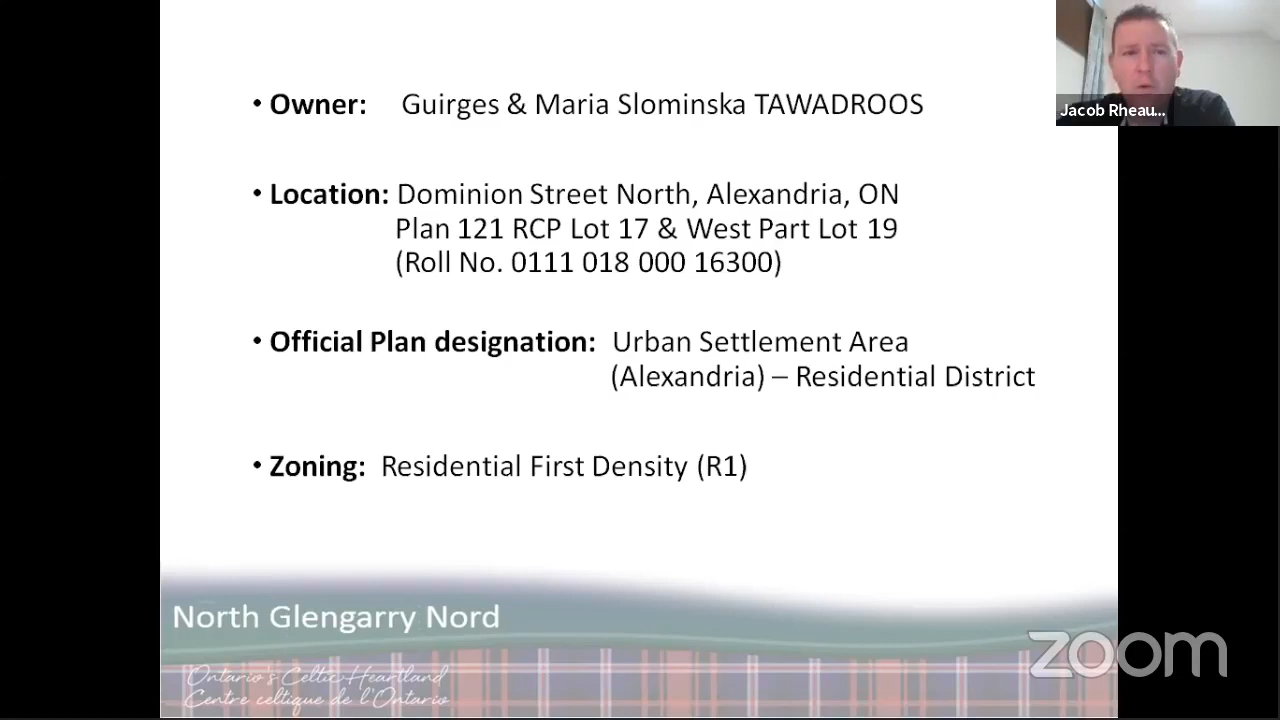 • Owner: Guirges & Maria Slominska TAWADROOS
Jacob Rheau...
• Location: Dominion Street North, Alexandria, ON
Plan 121 RCP Lot 17 & West Part Lot 19
(Roll No. 0111 018 000 16300)
• Official Plan designation: Urban Settlement Area
(Alexandria) – Residential District
• Zoning: Residential First Density (R1)
North Glengarry Nord
Ontario's Celtic Heartland
Centre celtique de l'Ontario
zoom